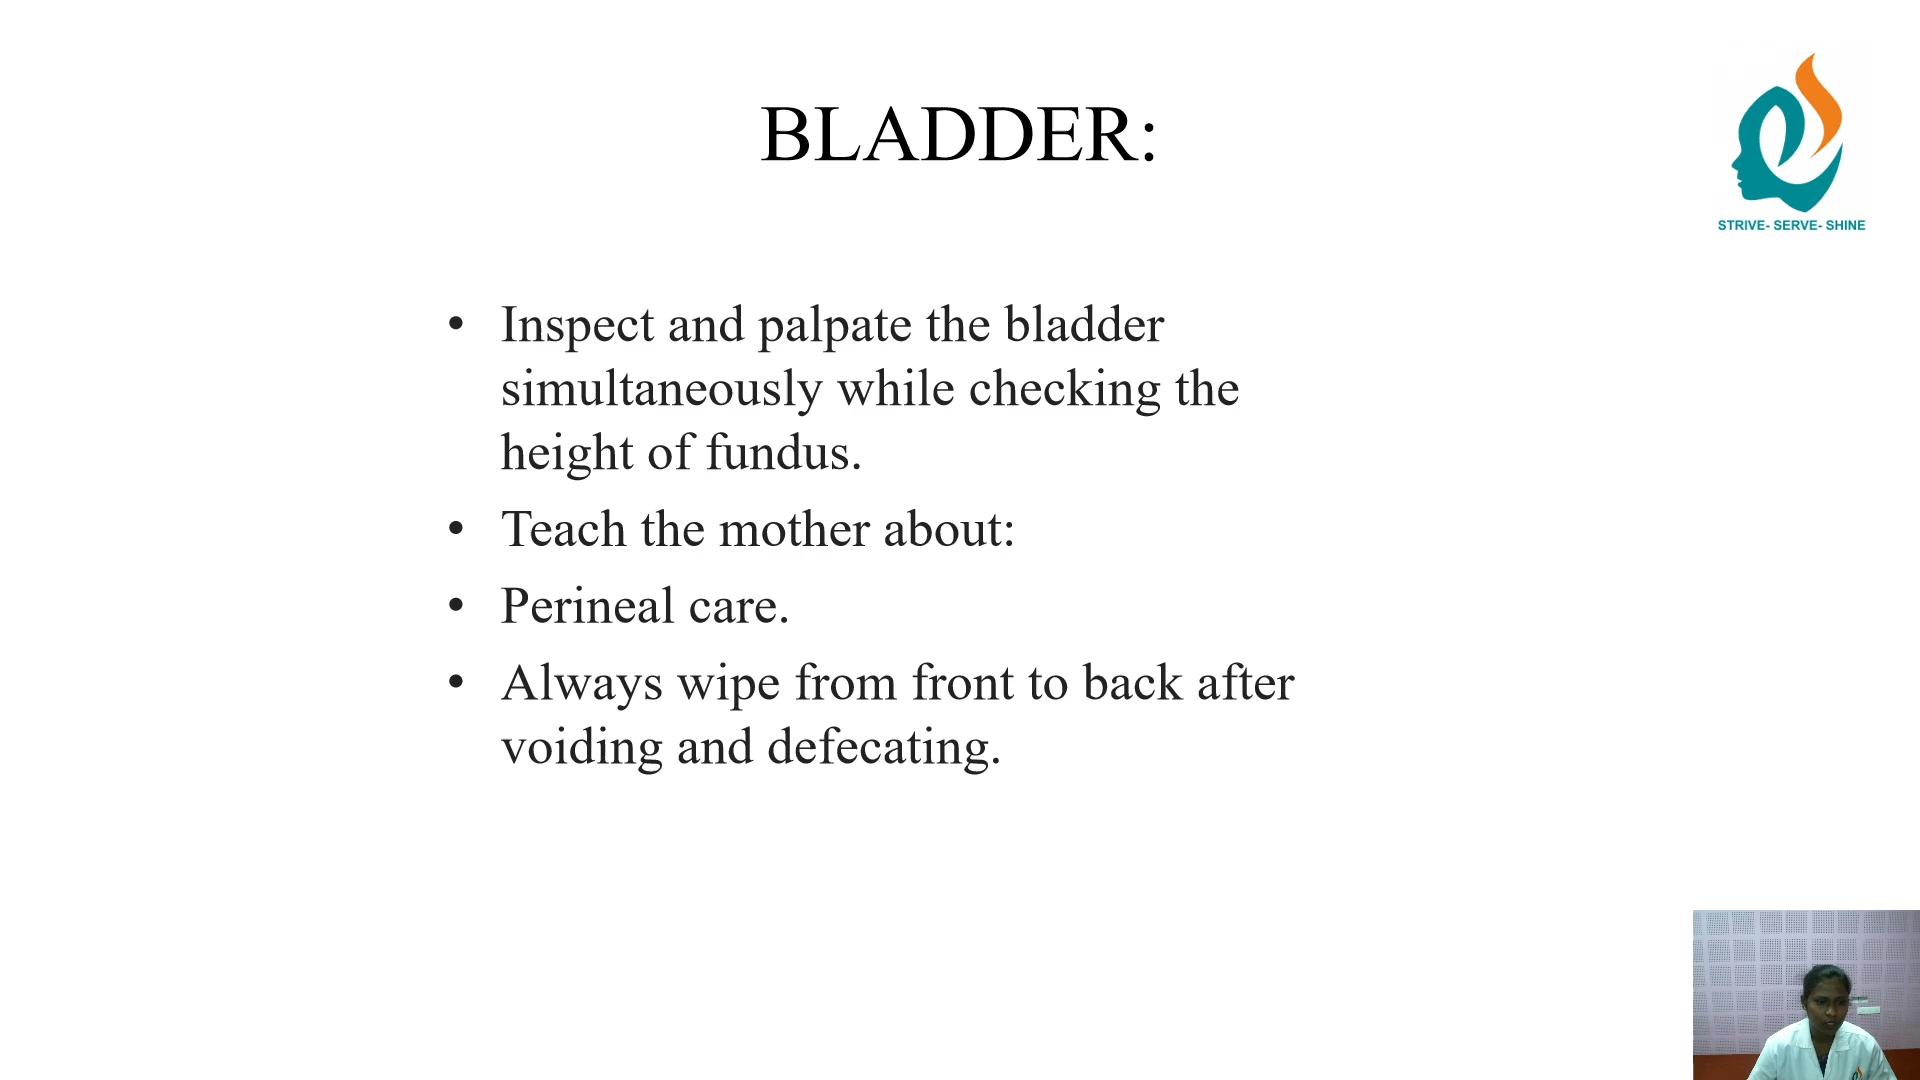 BLADDER:
STRIVE- SERVE- SHINE
• Inspect and palpate the bladder
simultaneously while checking the
height of fundus.
• Teach the mother about:
• Perineal care.
• Always wipe from front to back after
voiding and defecating.